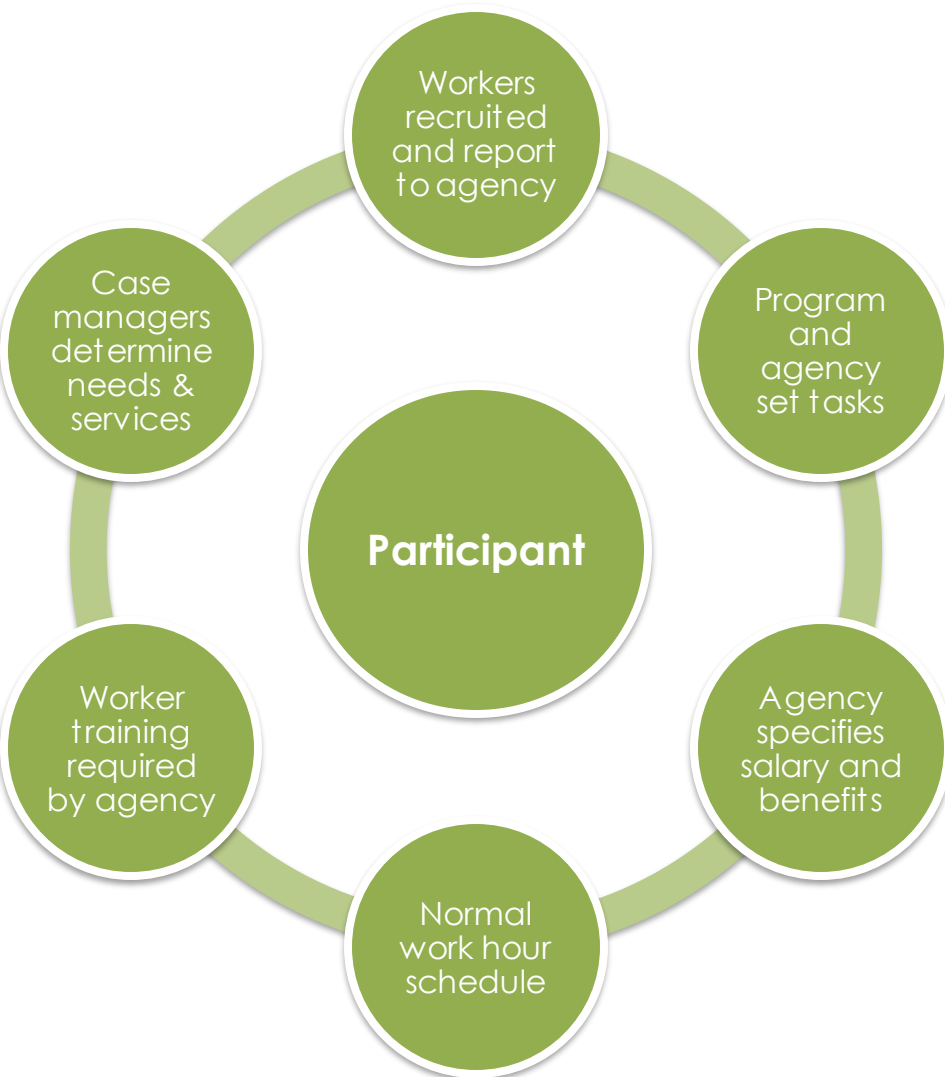 Workers
recruited
and report
to agency
Program
and
agency
set tasks
Agency
specifies
salary and
benefits
Normal
work hour
schedule
Worker
training
required
by agency
Case
managers
determine
needs &
services
Participant